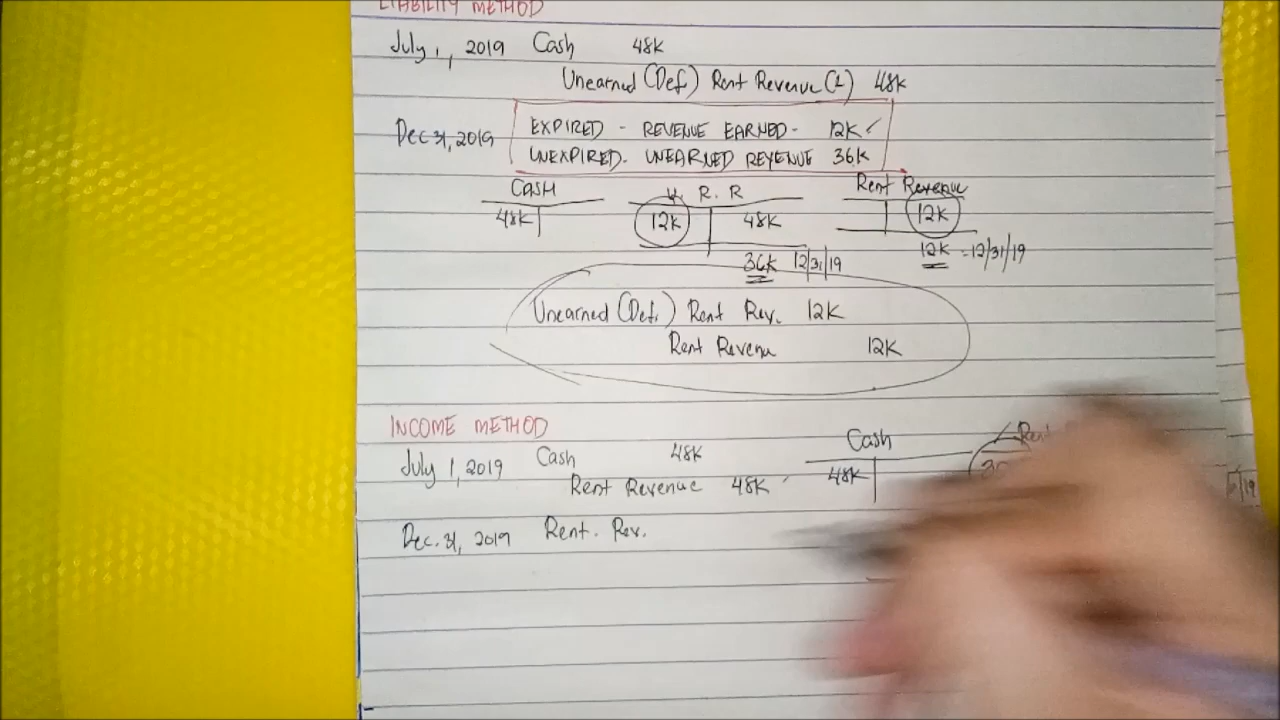 LIABILITY METHOD
July 1, 2019 Cash 48K
Unearned (Def.) Rent Revenue (L) 48K
Dec 31, 2019 EXPIRED - REVENUE EARNED - 12K ✓
UNEXPIRED. UNEARNED REVENUE 36K
CASH U. R. R Rent Revenue
48K 12K 48K 12K
36K 12/31/19 12K = 12/31/19
Unearned (Def.) Rent Rev. 12K
Rent Revenue 12K
INCOME METHOD
July 1, 2019 Cash 48K
Rent Revenue 48K
Cash
48K
Dec. 31, 2019 Rent. Rev.